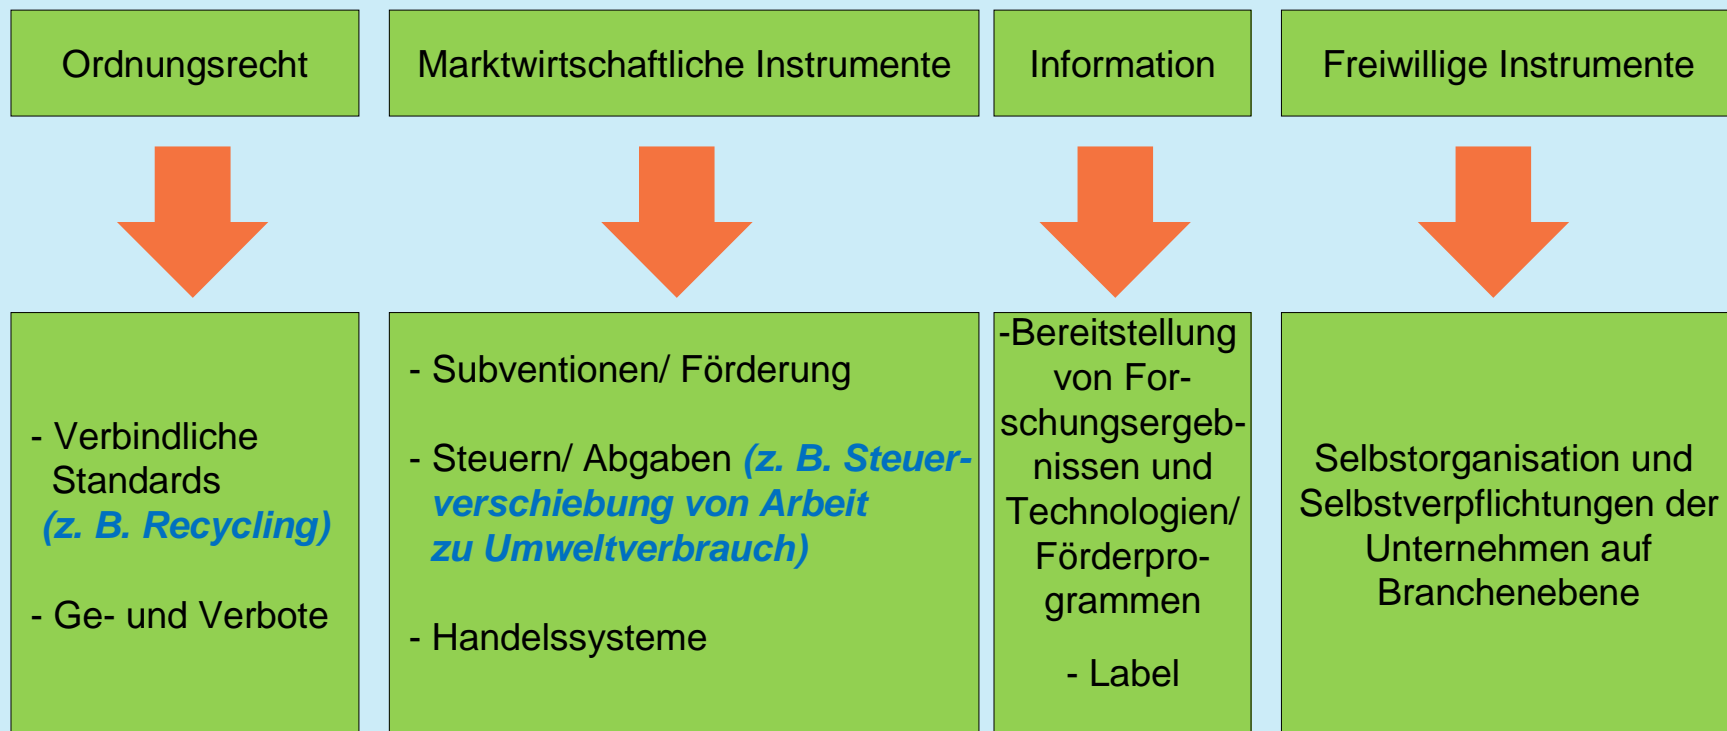 Ordnungsrecht
Marktwirtschaftliche Instrumente
Information
Freiwillige Instrumente
- Verbindliche
Standards
(z. B. Recycling)
- Ge- und Verbote
- Subventionen/ Förderung
- Steuern/ Abgaben (z. B. Steuer-
verschiebung von Arbeit
zu Umweltverbrauch)
- Handelssysteme
-Bereitstellung
von For-
schungsergeb-
nissen und
Technologien/
Förderpro-
grammen
- Label
Selbstorganisation und
Selbstverpflichtungen der
Unternehmen auf
Branchenebene